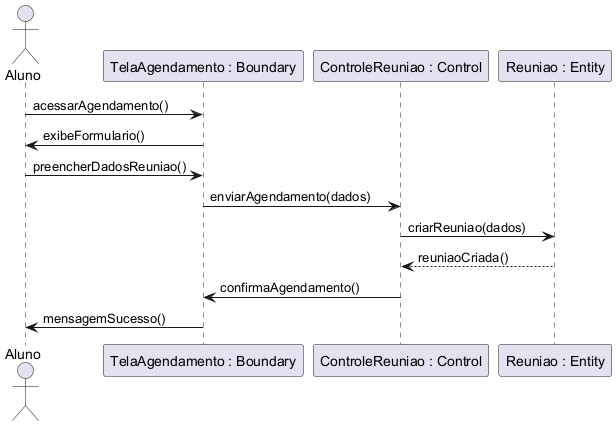 Aluno
TelaAgendamento : Boundary
ControleReuniao : Control
Reuniao : Entity
acessarAgendamento()
exibeFormulario()
preencherDadosReuniao()
enviarAgendamento(dados)
criarReuniao(dados)
reuniaoCriada()
confirmaAgendamento()
mensagemSucesso()
Aluno
TelaAgendamento : Boundary
ControleReuniao : Control
Reuniao : Entity